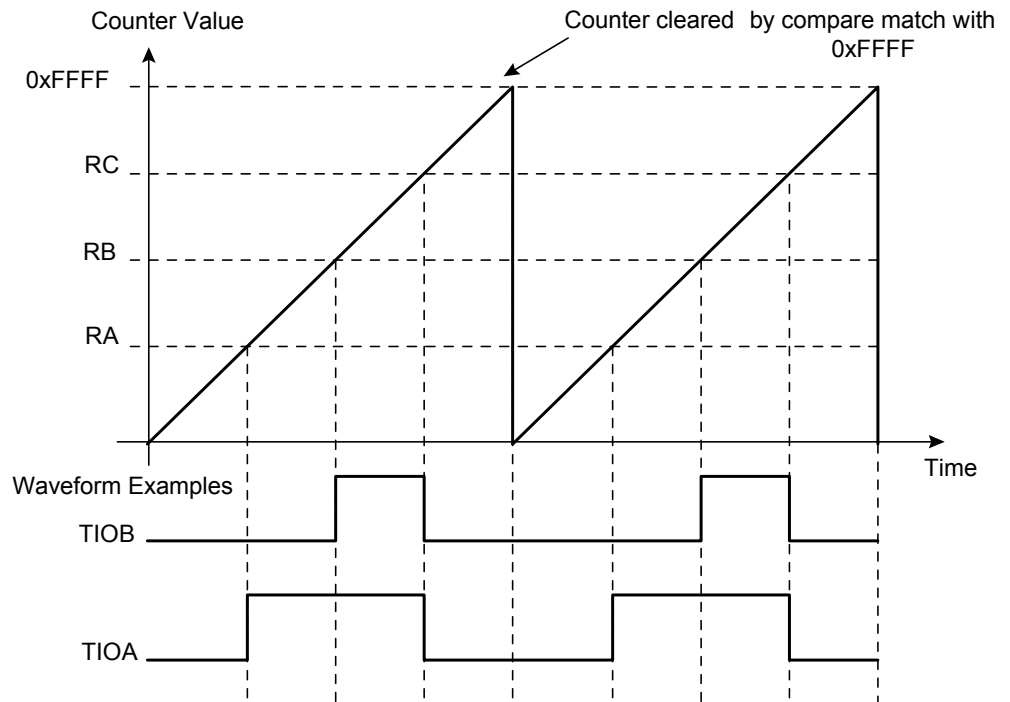 Counter Value
Counter cleared by compare match with
0xFFFF
0xFFFF
RC
RB
RA
Time
Waveform Examples
TIOB
TIOA